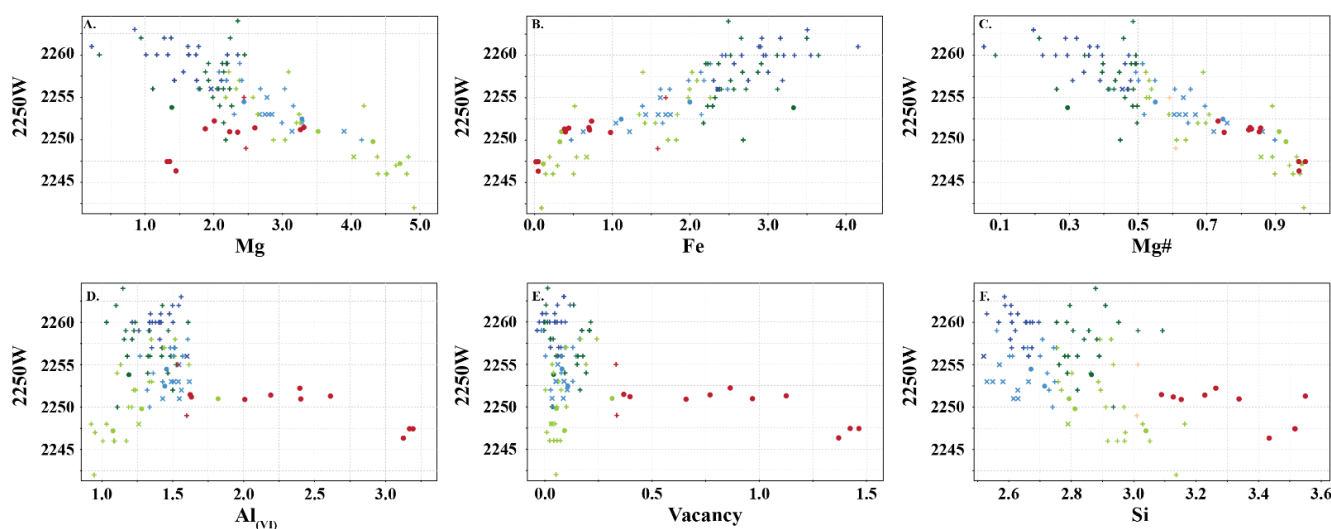 A.
2250W
2260
2255
2250
2245
1.0 2.0 3.0 4.0 5.0
Mg
B.
2250W
2260
2255
2250
2245
0.0 1.0 2.0 3.0 4.0
Fe
C.
2250W
2260
2255
2250
2245
0.1 0.3 0.5 0.7 0.9
Mg#
D.
2250W
2260
2255
2250
2245
1.0 1.5 2.0 2.5 3.0
Al(VI)
E.
2250W
2260
2255
2250
2245
0.0 0.5 1.0 1.5
Vacancy
F.
2250W
2260
2255
2250
2245
2.6 2.8 3.0 3.2 3.4 3.6
Si